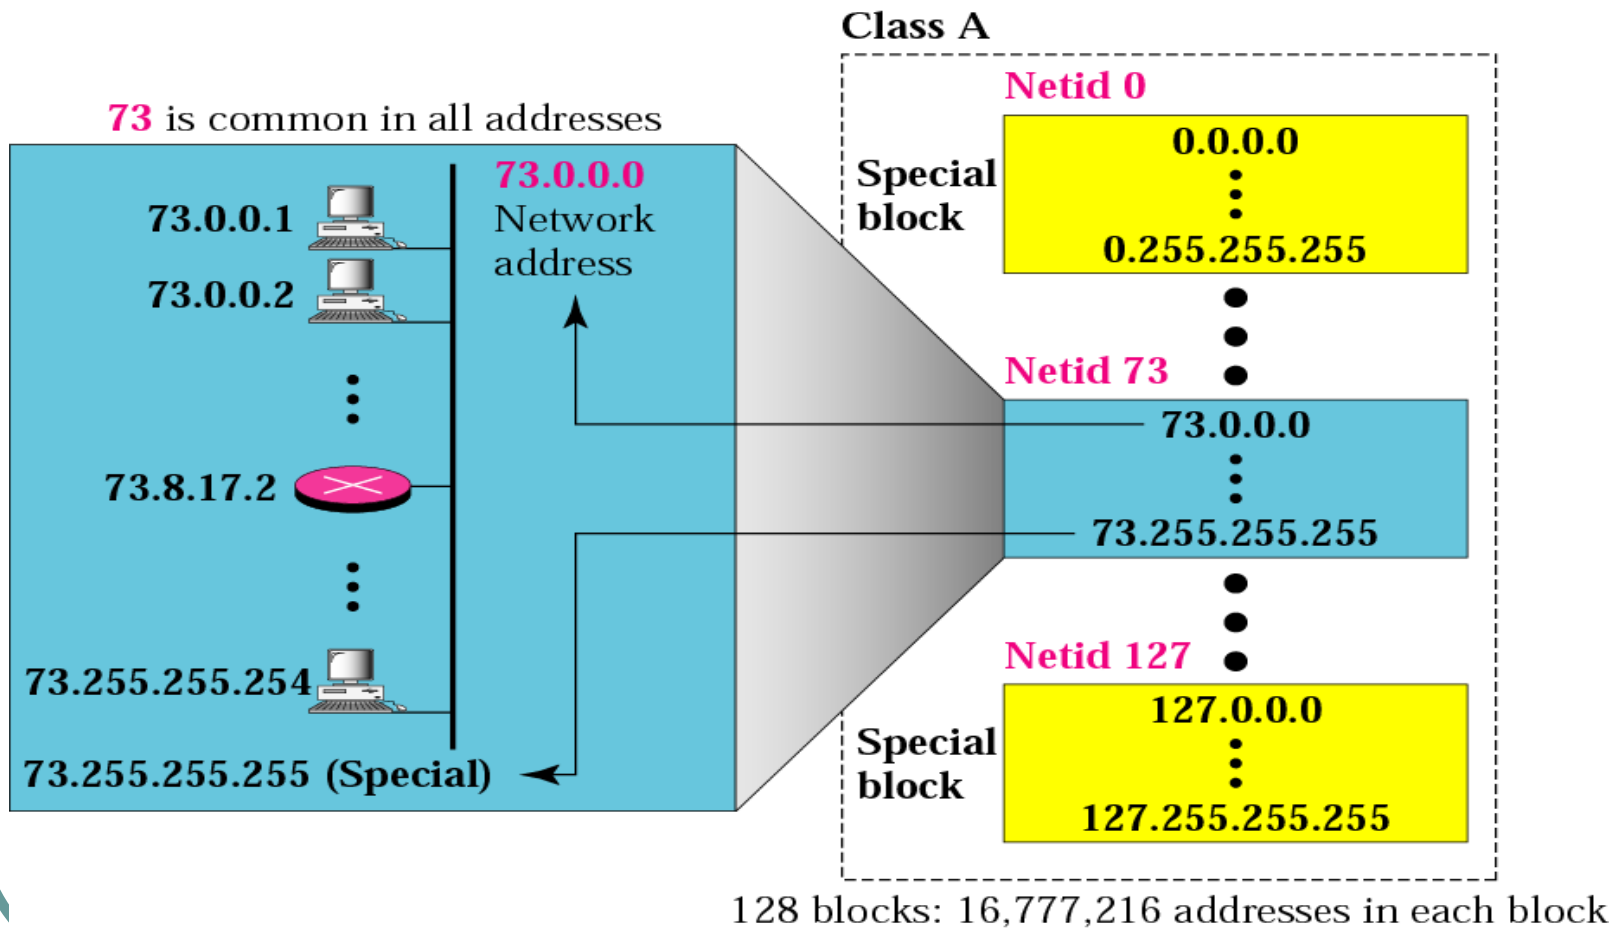 Class A
73 is common in all addresses
73.0.0.0
Network
address
73.0.0.1
73.0.0.2
73.8.17.2
73.255.255.254
73.255.255.255 (Special)
Netid 0
Special
block
0.0.0.0
0.255.255.255
Netid 73
73.0.0.0
73.255.255.255
Netid 127
Special
block
127.0.0.0
127.255.255.255
128 blocks: 16,777,216 addresses in each block